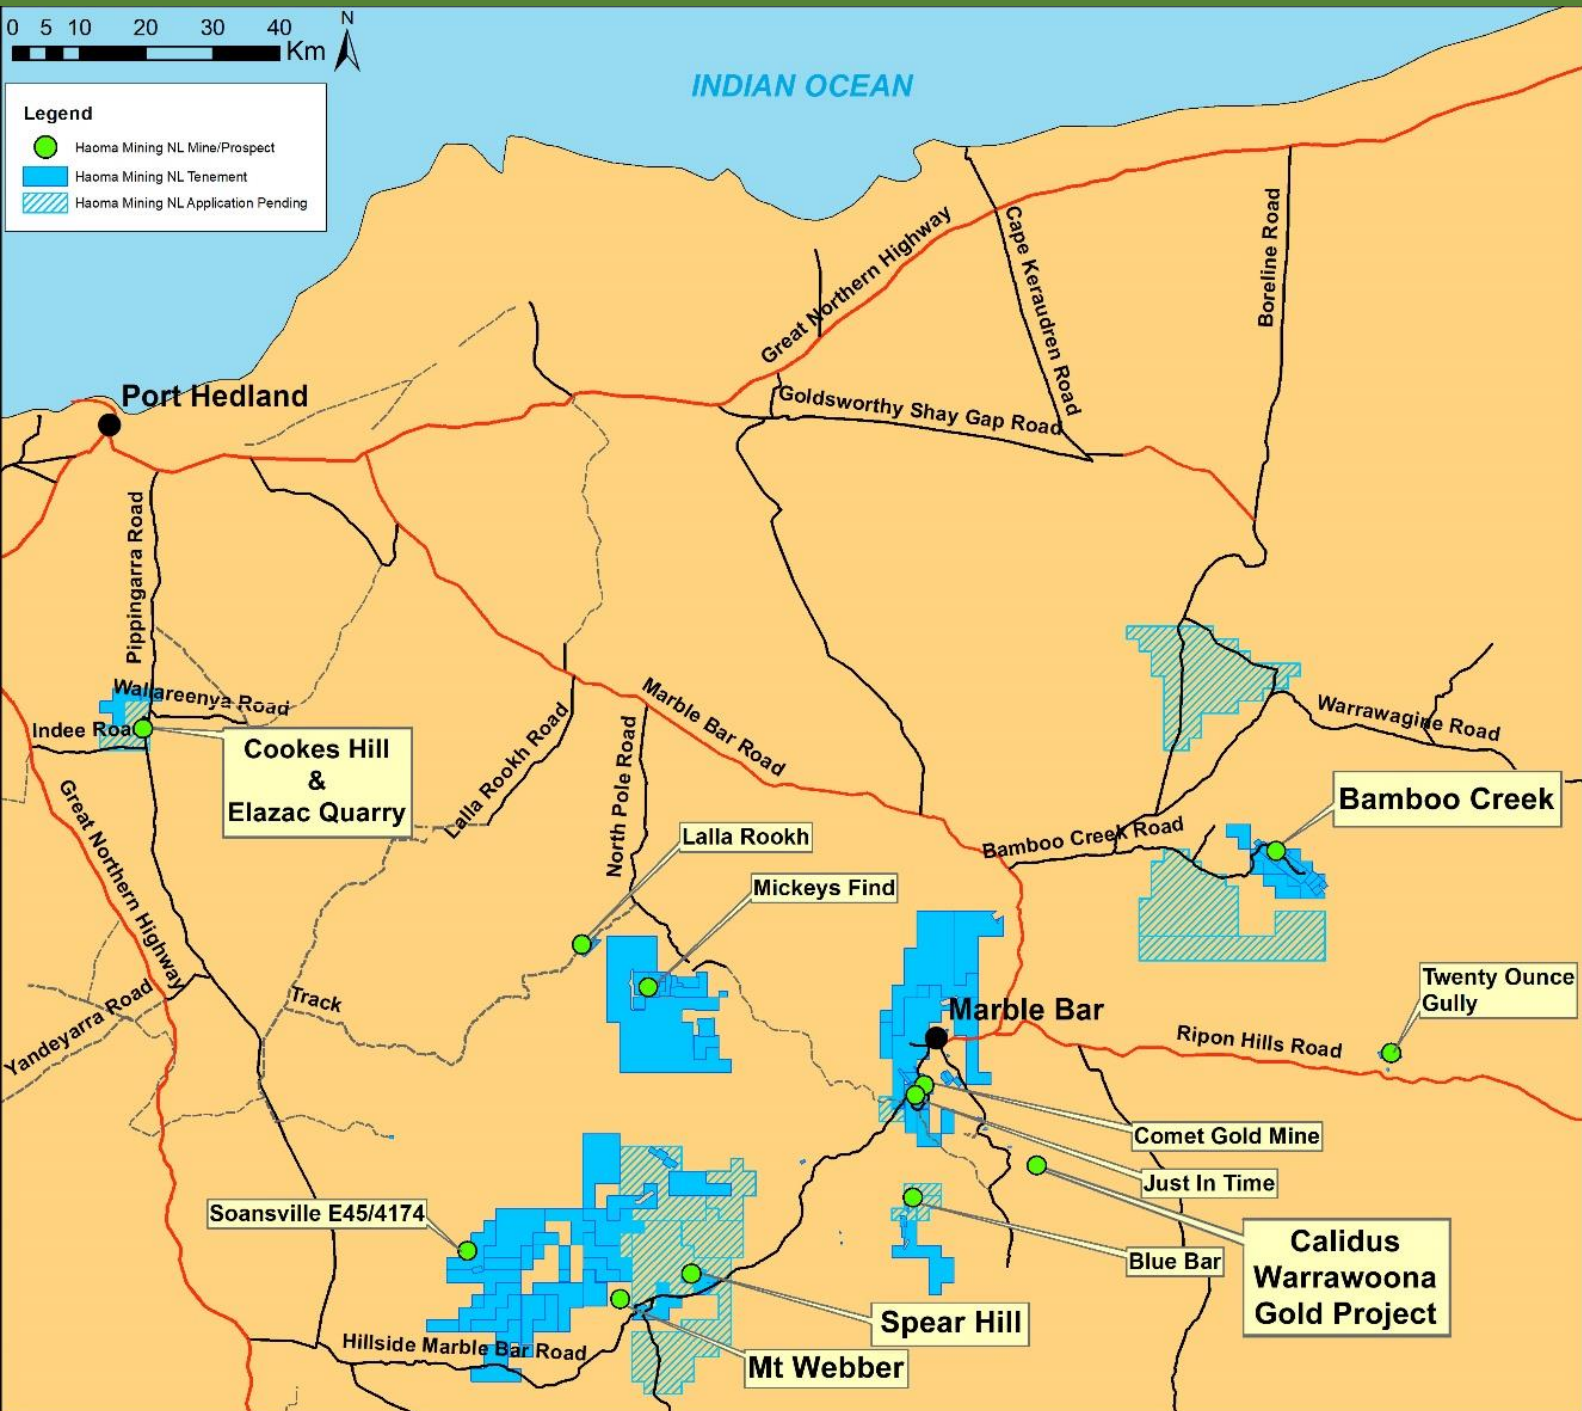 0 5 10 20 30 40
Km
N
INDIAN OCEAN
Legend
Haoma Mining NL Mine/Prospect
Haoma Mining NL Tenement
Haoma Mining NL Application Pending
Great Northern Highway
Cape Keraudren Road
Boreline Road
Port Hedland
Goldsworthy Shay Gap Road
Pippingarra Road
Wallareenya Road
Indee Roa
Cookes Hill
&
Elazac Quarry
Marble Bar Road
Lalla Rookh Road
North Pole Road
Warrawagine Road
Bamboo Creek
Bamboo Creek Road
Lalla Rookh
Mickeys Find
Great Northern Highway
Yandeyarra Road
Track
Marble Bar
Twenty Ounce
Gully
Ripon Hills Road
Comet Gold Mine
Just In Time
Soansville E45/4174
Blue Bar
Calidus
Warrawoona
Gold Project
Spear Hill
Hillside Marble Bar Road
Mt Webber